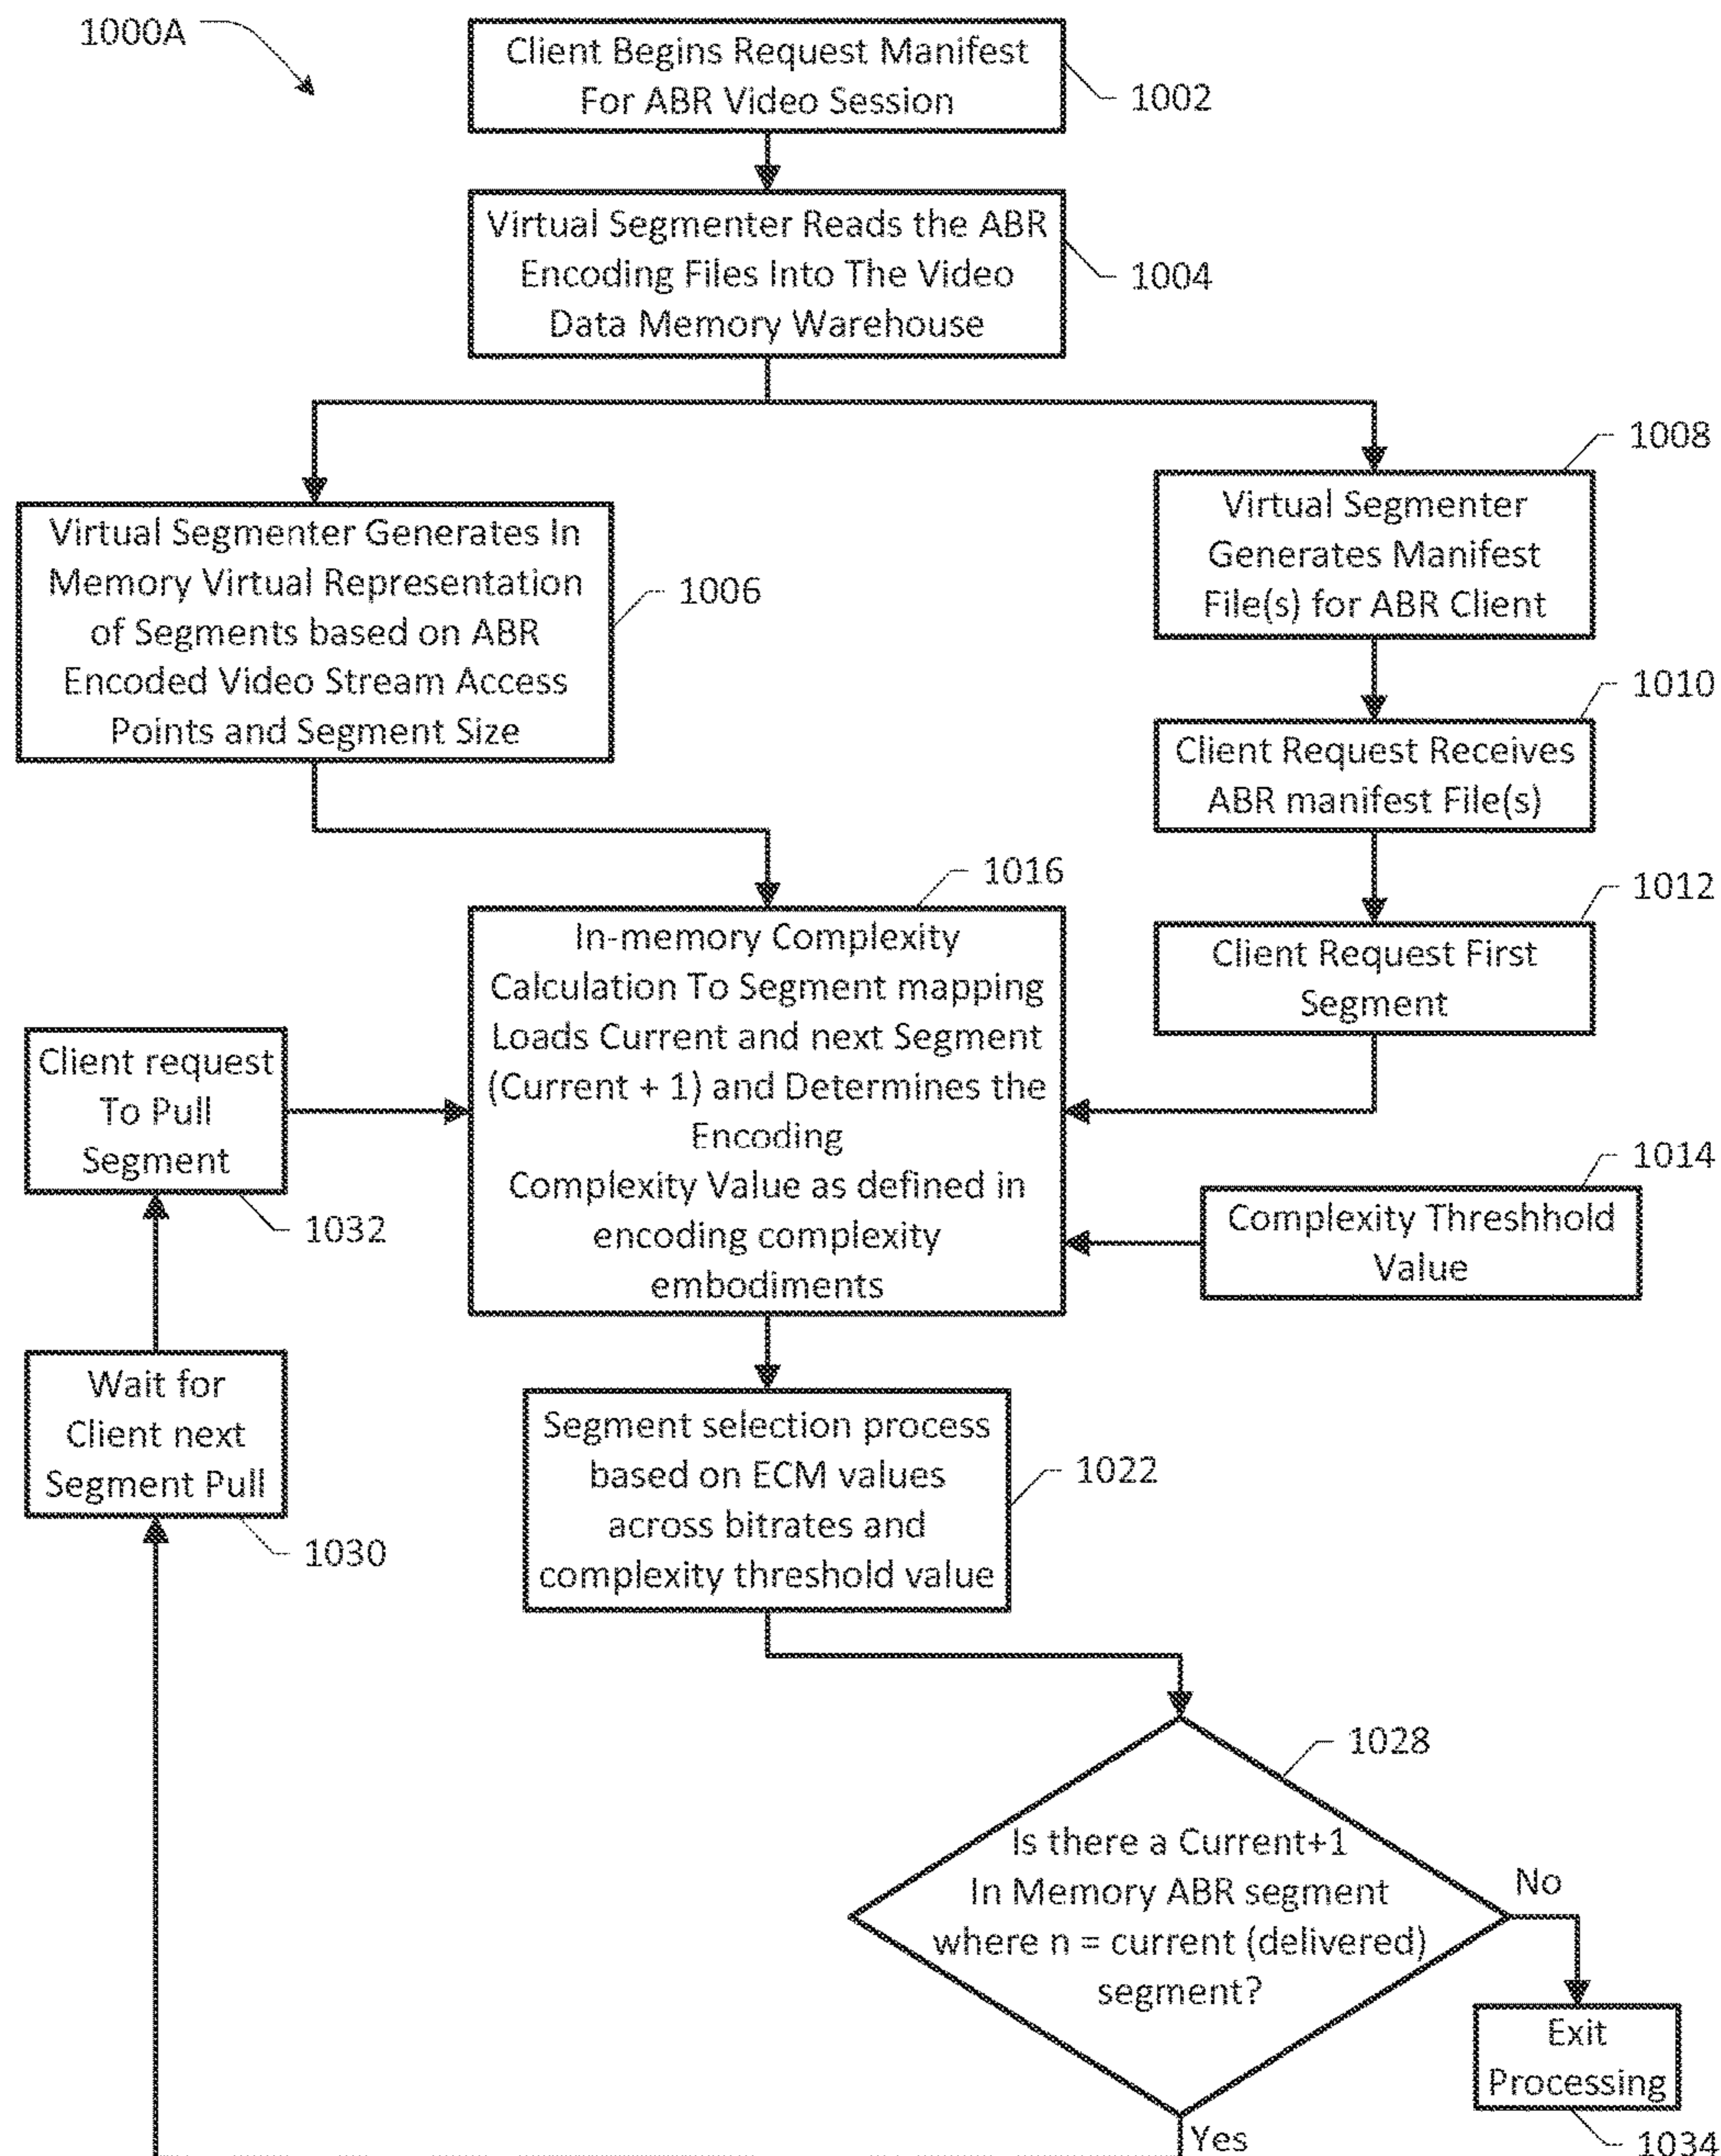 1000A
Client Begins Request Manifest
For ABR Video Session
1002
Virtual Segmenter Reads the ABR
Encoding Files Into The Video
Data Memory Warehouse
1004
Virtual Segmenter Generates In
Memory Virtual Representation
of Segments based on ABR
Encoded Video Stream Access
Points and Segment Size
1006
1008
Virtual Segmenter
Generates Manifest
File(s) for ABR Client
1010
Client Request Receives
ABR manifest File(s)
1012
Client Request First
Segment
1016
In-memory Complexity
Calculation To Segment mapping
Loads Current and next Segment
(Current + 1) and Determines the
Encoding
Complexity Value as defined in
encoding complexity
embodiments
1014
Complexity Threshhold
Value
Client request
To Pull
Segment
1032
Wait for
Client next
Segment Pull
1030
Segment selection process
based on ECM values
across bitrates and
complexity threshold value
1022
1028
Is there a Current+1
In Memory ABR segment
where n = current (delivered)
segment?
No
Exit
Processing
1034
Yes